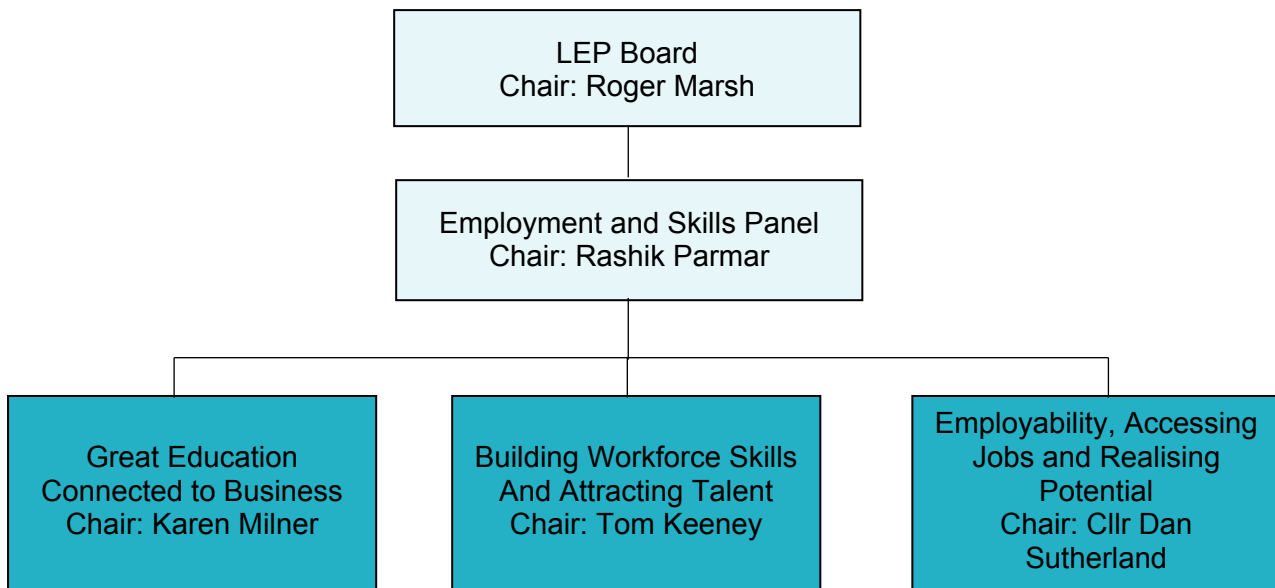 LEP Board
Chair: Roger Marsh
Employment and Skills Panel
Chair: Rashik Parmar
Great Education
Connected to Business
Chair: Karen Milner
Building Workforce Skills
And Attracting Talent
Chair: Tom Keeney
Employability, Accessing
Jobs and Realising
Potential
Chair: Cllr Dan
Sutherland